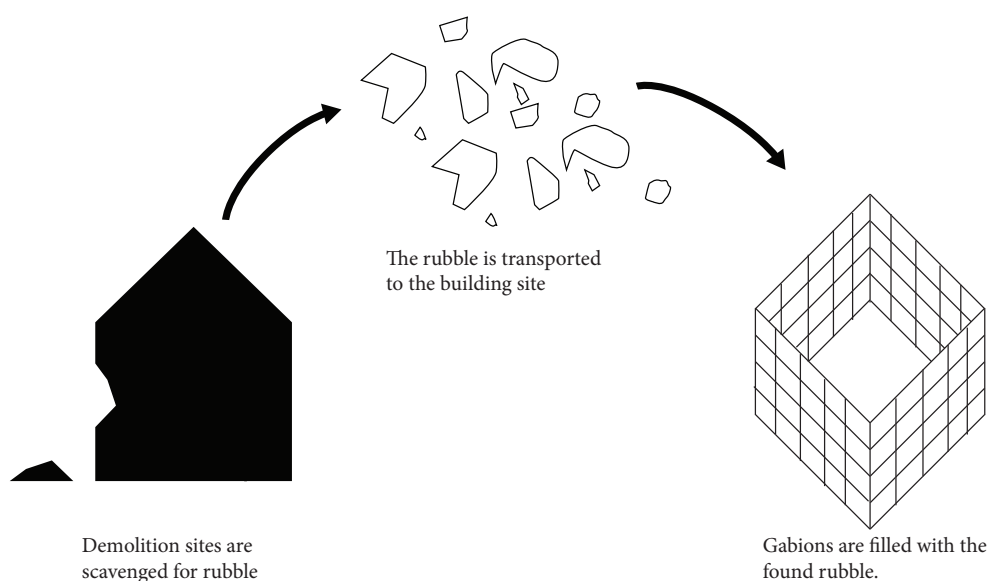 The rubble is transported
to the building site
Demolition sites are
scavenged for rubble
Gabions are filled with the
found rubble.